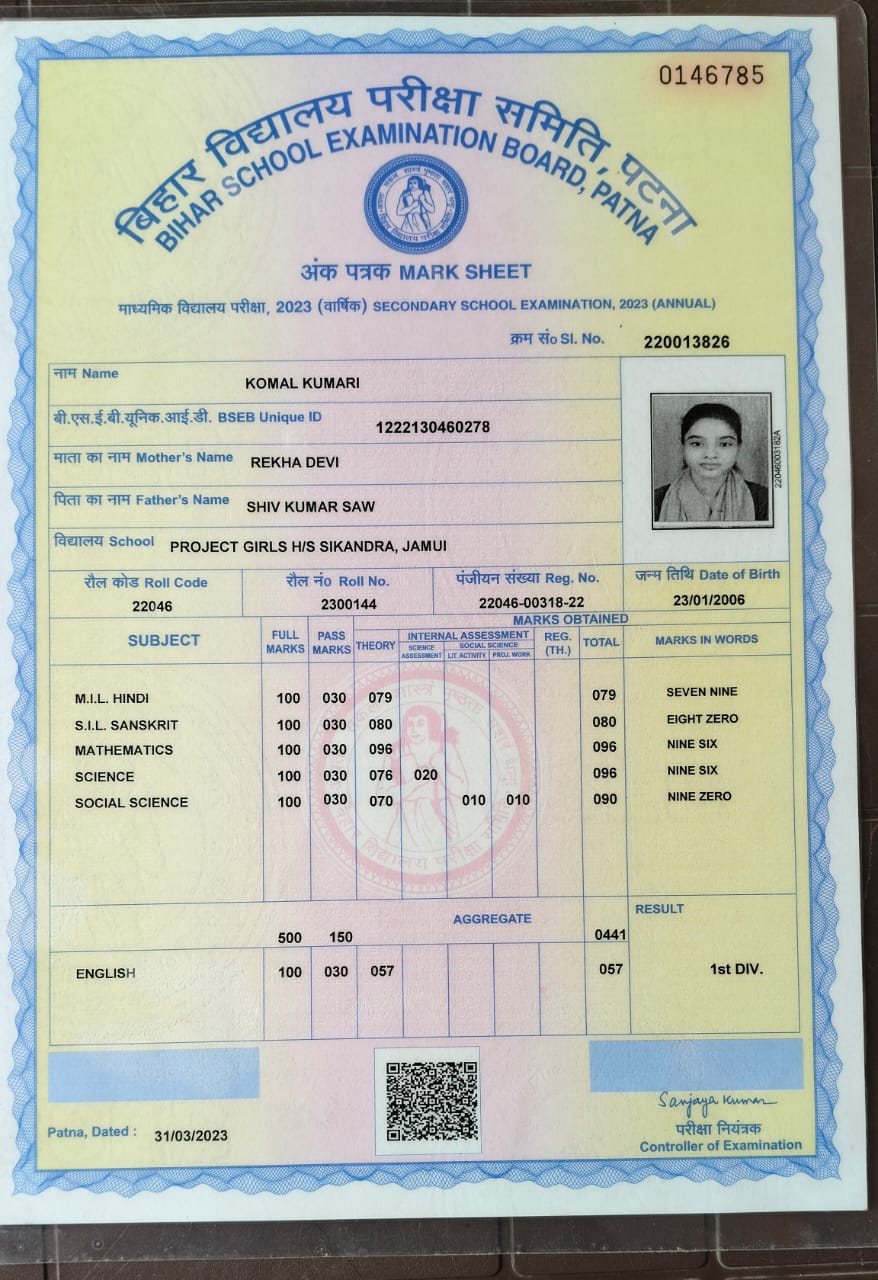 0146785
बिहार विद्यालय परीक्षा समिति, पटना
BIHAR SCHOOL EXAMINATION BOARD, PATNA
अंक पत्रक MARK SHEET
माध्यमिक विद्यालय परीक्षा, 2023 (वार्षिक) SECONDARY SCHOOL EXAMINATION, 2023 (ANNUAL)
क्रम सं० Sl. No. 220013826
नाम Name KOMAL KUMARI
बी.एस.ई.बी.यूनिक.आई.डी. BSEB Unique ID 1222130460278
माता का नाम Mother's Name REKHA DEVI
पिता का नाम Father's Name SHIV KUMAR SAW
विद्यालय School PROJECT GIRLS H/S SIKANDRA, JAMUI
22046003182A
रौल कोड Roll Code रौल नं० Roll No. पंजीयन संख्या Reg. No. जन्म तिथि Date of Birth
22046 2300144 22046-00318-22 23/01/2006
MARKS OBTAINED
SUBJECT FULL MARKS PASS MARKS THEORY INTERNAL ASSESSMENT REG. (TH.) TOTAL MARKS IN WORDS
SCIENCE ASSESSMENT SOCIAL SCIENCE
LIT. ACTIVITY PROJ. WORK
M.I.L. HINDI 100 030 079 079 SEVEN NINE
S.I.L. SANSKRIT 100 030 080 080 EIGHT ZERO
MATHEMATICS 100 030 096 096 NINE SIX
SCIENCE 100 030 076 020 096 NINE SIX
SOCIAL SCIENCE 100 030 070 010 010 090 NINE ZERO
बिहार विद्यालय परीक्षा समिति
AGGREGATE RESULT
500 150 0441
ENGLISH 100 030 057 057 1st DIV.
Sanjaya Kumar
Patna, Dated : 31/03/2023
परीक्षा नियंत्रक
Controller of Examination